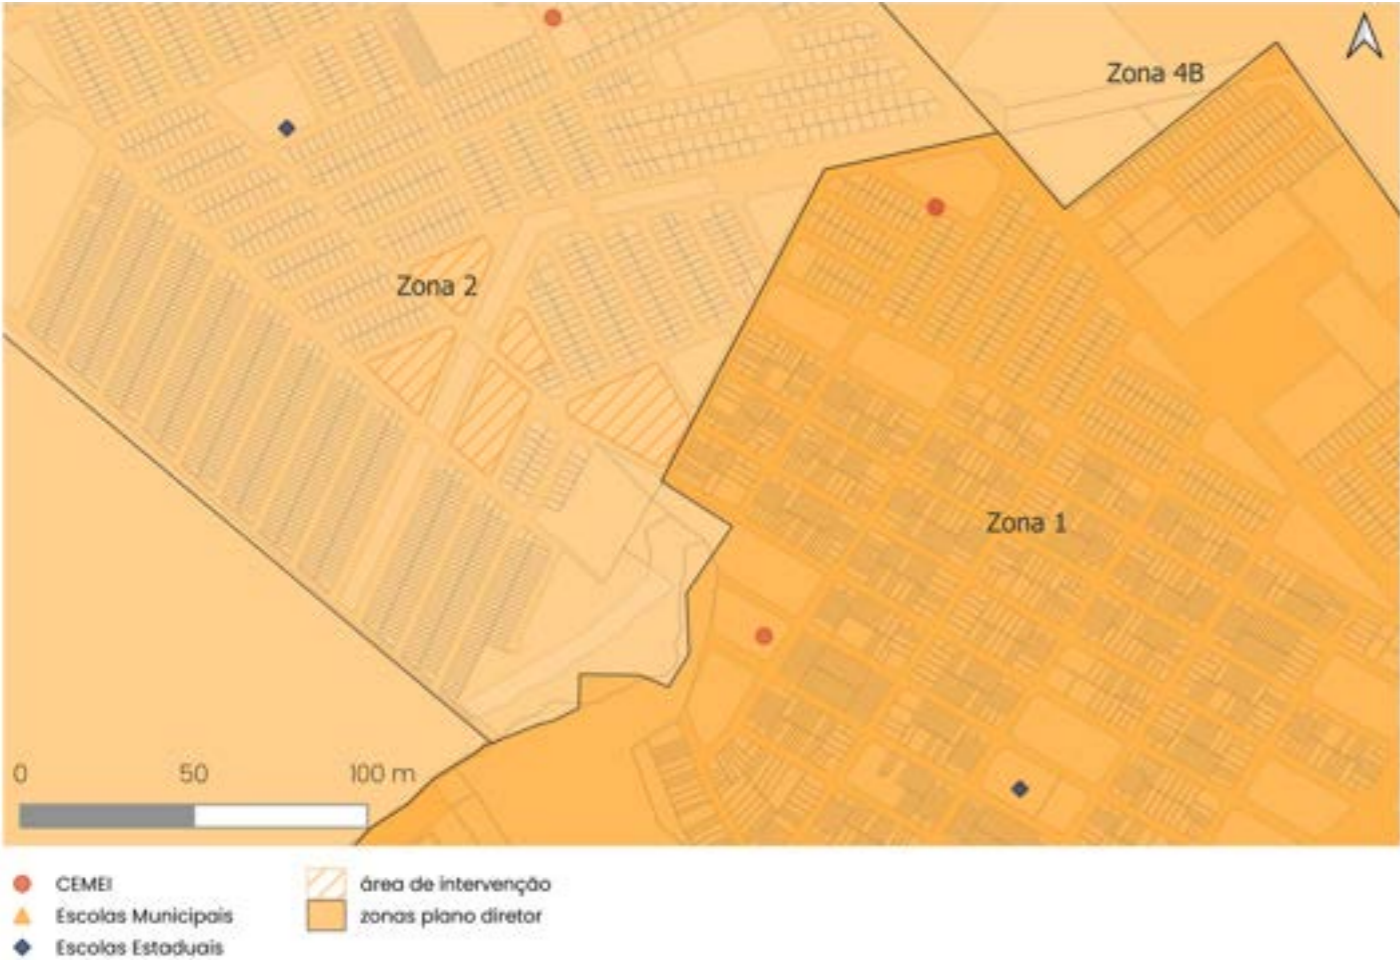 Zona 4B
Zona 2
Zona 1
0 50 100 m
CEMEI
Escolas Municipais
Escolas Estaduais
área de intervenção
zonas plano diretor